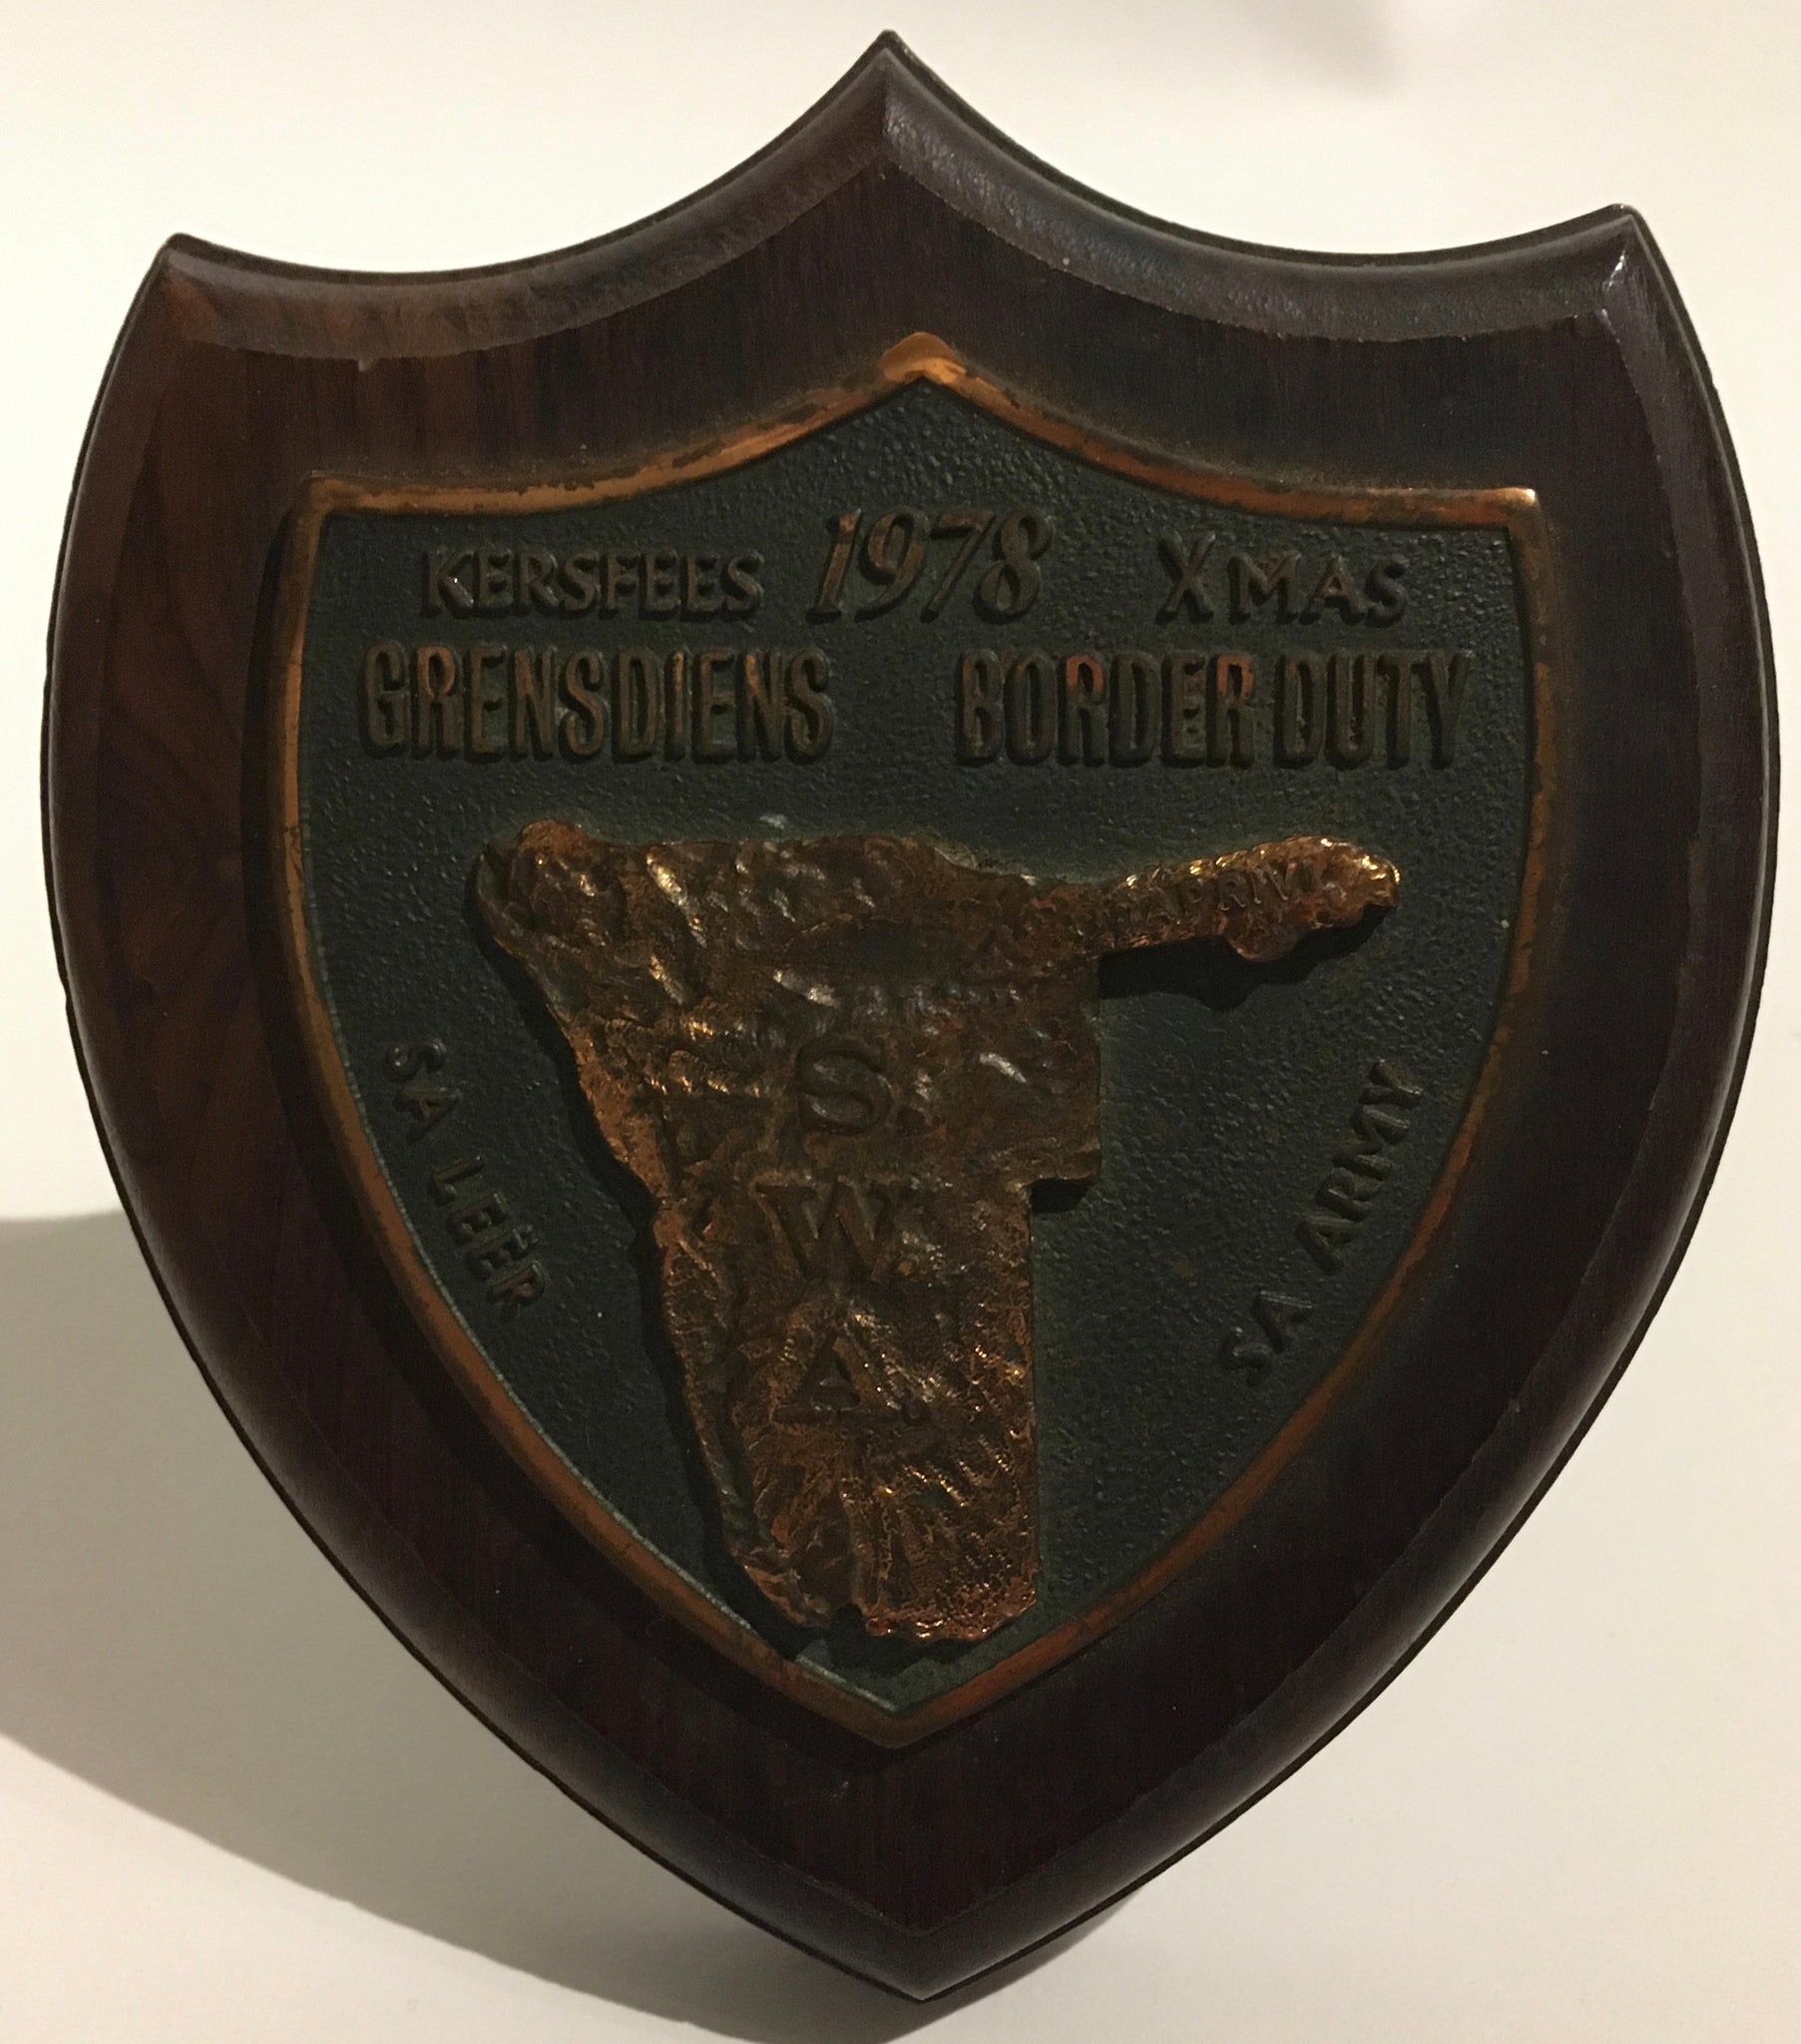 KERSFEES 1978 XMAS
GRENSDIENS BORDER DUTY
CAPRIVI
S.
W.
A.
SA LEËR
SA ARMY